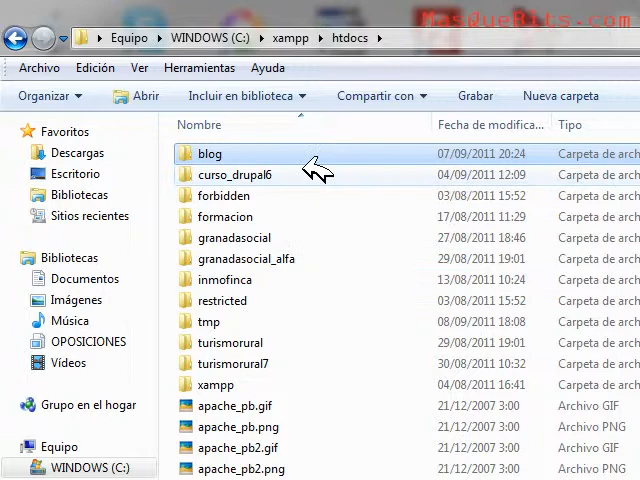 MasQueBits.com
Equipo WINDOWS (C:) xampp htdocs
Archivo Edición Ver Herramientas Ayuda
Organizar Abrir Incluir en biblioteca Compartir con Grabar Nueva carpeta
Favoritos
Descargas
Escritorio
Bibliotecas
Sitios recientes
Bibliotecas
Documentos
Imágenes
Música
OPOSICIONES
Vídeos
Grupo en el hogar
Equipo
WINDOWS (C:)
Nombre Fecha de modifica... Tipo
blog 07/09/2011 20:24 Carpeta de arch
curso_drupal6 04/09/2011 12:09 Carpeta de arch
forbidden 03/08/2011 15:52 Carpeta de arch
formacion 17/08/2011 11:29 Carpeta de arch
granadasocial 27/08/2011 18:46 Carpeta de arch
granadasocial_alfa 29/08/2011 19:01 Carpeta de arch
inmofinca 13/08/2011 10:24 Carpeta de arch
restricted 03/08/2011 15:52 Carpeta de arch
tmp 08/09/2011 18:08 Carpeta de arch
turismorural 29/08/2011 19:01 Carpeta de arch
turismorural7 30/08/2011 10:32 Carpeta de arch
xampp 04/08/2011 16:41 Carpeta de arch
apache_pb.gif 21/12/2007 3:00 Archivo GIF
apache_pb.png 21/12/2007 3:00 Archivo PNG
apache_pb2.gif 21/12/2007 3:00 Archivo GIF
apache_pb2.png 21/12/2007 3:00 Archivo PNG